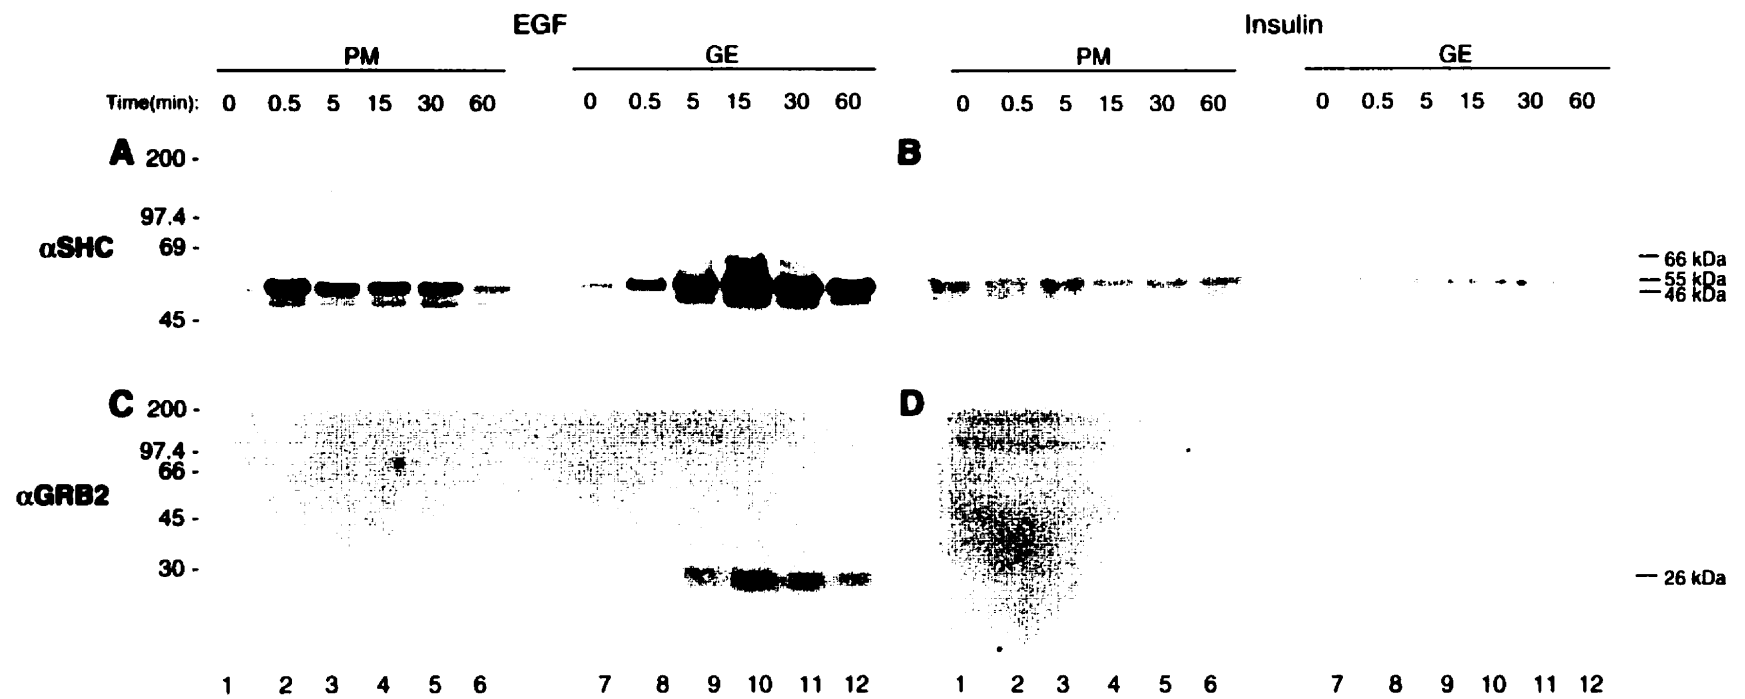 EGF Insulin
PM GE PM GE
Time(min): 0 0.5 5 15 30 60 0 0.5 5 15 30 60 0 0.5 5 15 30 60 0 0.5 5 15 30 60
A 200 - B
97.4 -
αSHC 69 - 66 kDa
55 kDa
46 kDa
45 -
C 200 - D
97.4 -
66 -
αGRB2
45 -
30 - 26 kDa
1 2 3 4 5 6 7 8 9 10 11 12 1 2 3 4 5 6 7 8 9 10 11 12